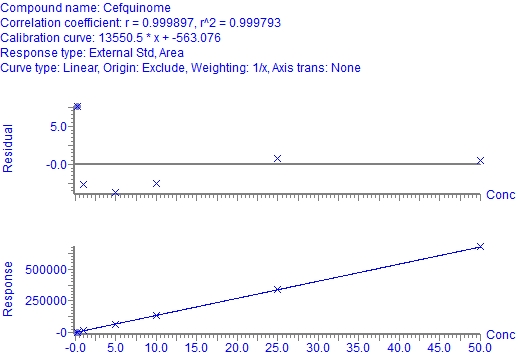 Compound name: Cefquinome
Correlation coefficient: r = 0.999897, r^2 = 0.999793
Calibration curve: 13550.5 * x + -563.076
Response type: External Std, Area
Curve type: Linear, Origin: Exclude, Weighting: 1/x, Axis trans: None
Residual
5.0
-0.0
Conc
Response
500000
250000
-0
Conc
-0.0 5.0 10.0 15.0 20.0 25.0 30.0 35.0 40.0 45.0 50.0